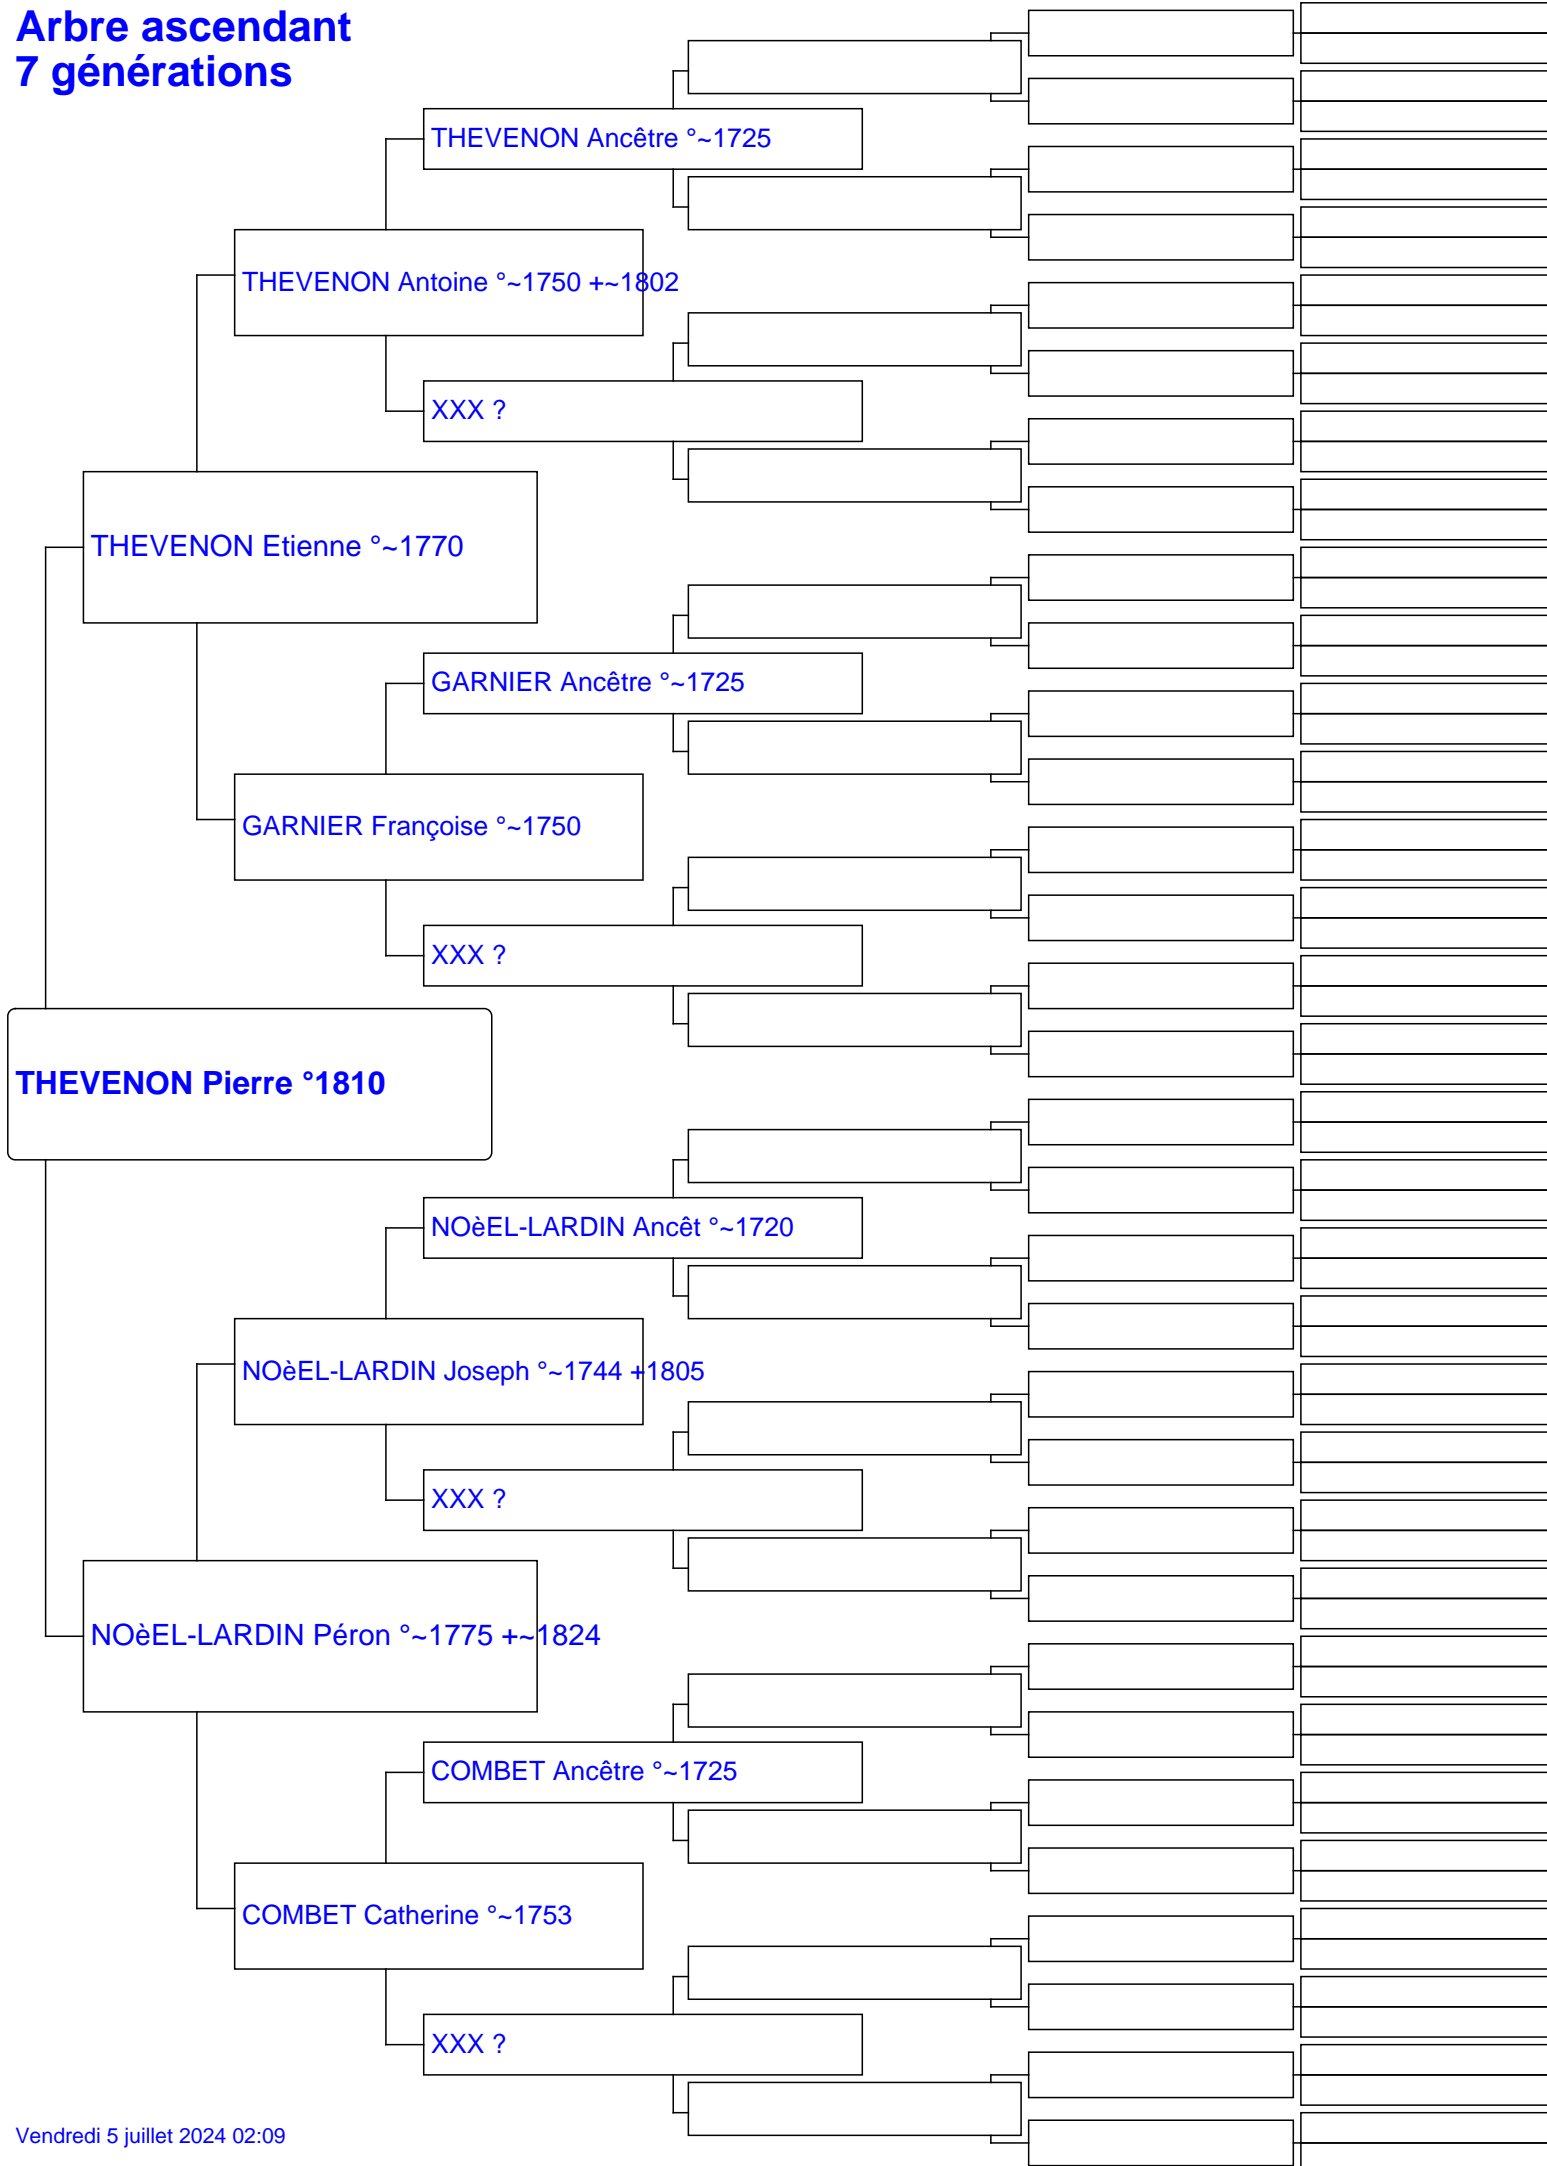 Arbre ascendant
7 générations
THEVENON Ancêtre °~1725
THEVENON Antoine °~1750 +~1802
XXX ?
THEVENON Etienne °~1770
GARNIER Ancêtre °~1725
GARNIER Françoise °~1750
XXX ?
THEVENON Pierre °1810
NOèEL-LARDIN Ancêt °~1720
NOèEL-LARDIN Joseph °~1744 +1805
XXX ?
NOèEL-LARDIN Péron °~1775 +~1824
COMBET Ancêtre °~1725
COMBET Catherine °~1753
XXX ?
Vendredi 5 juillet 2024 02:09